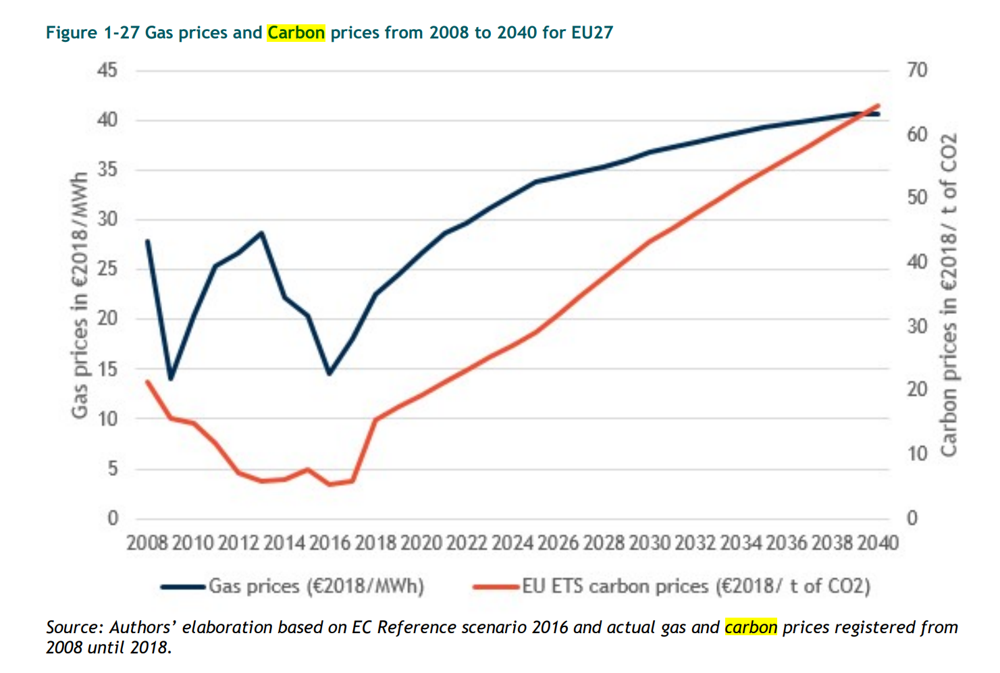 Figure 1-27 Gas prices and Carbon prices from 2008 to 2040 for EU27
45
40
35
30
25
20
15
10
5
0
Gas prices in €2018/MWh
70
60
50
40
30
20
10
0
Carbon prices in €2018/ t of CO2
2008 2010 2012 2014 2016 2018 2020 2022 2024 2026 2028 2030 2032 2034 2036 2038 2040
Gas prices (€2018/MWh) EU ETS carbon prices (€2018/ t of CO2)
Source: Authors’ elaboration based on EC Reference scenario 2016 and actual gas and carbon prices registered from
2008 until 2018.